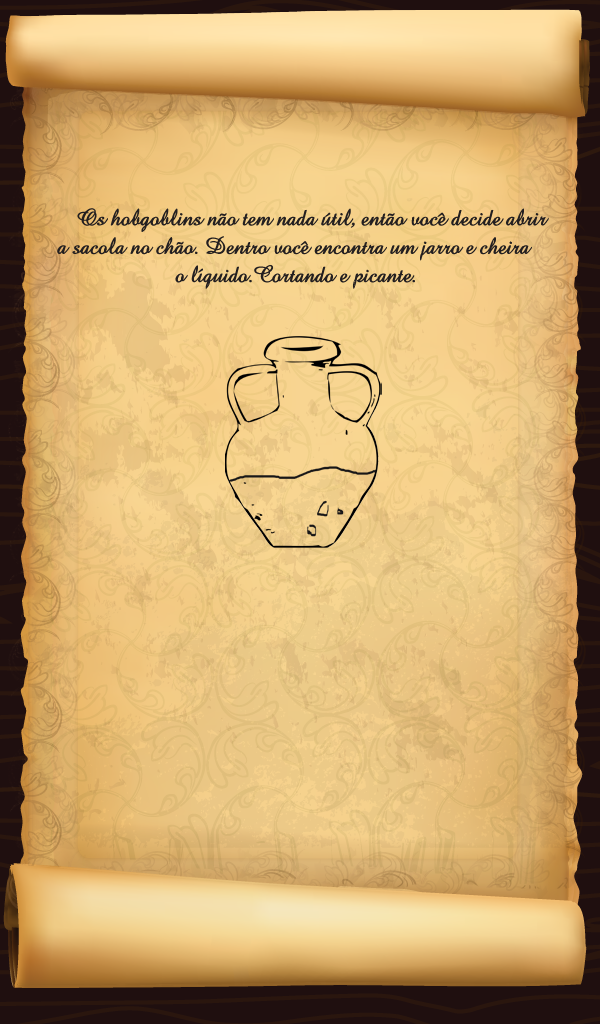 Os hobgoblins não tem nada útil, então você decide abrir
a sacola no chão. Dentro você encontra um jarro e cheira
o líquido. Cortando e picante.